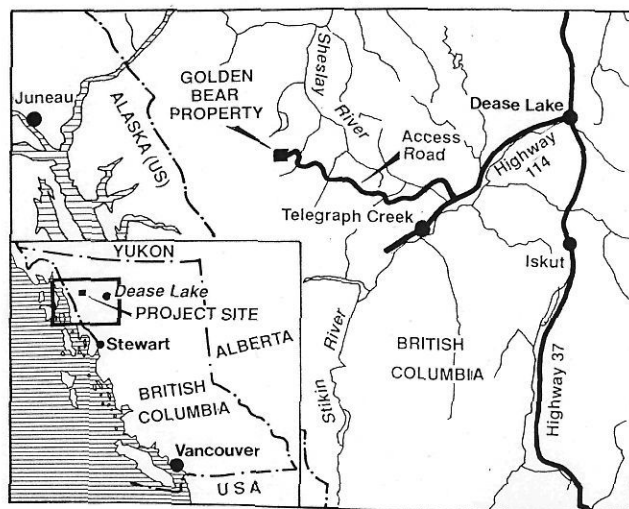 Juneau
ALASKA (US)
GOLDEN
BEAR
PROPERTY
Sheslay
River
Access
Road
Dease Lake
Highway
114
Telegraph Creek
Iskut
Stikin
River
BRITISH
COLUMBIA
Highway 37
YUKON
Dease Lake
PROJECT SITE
Stewart
ALBERTA
BRITISH
COLUMBIA
Vancouver
USA